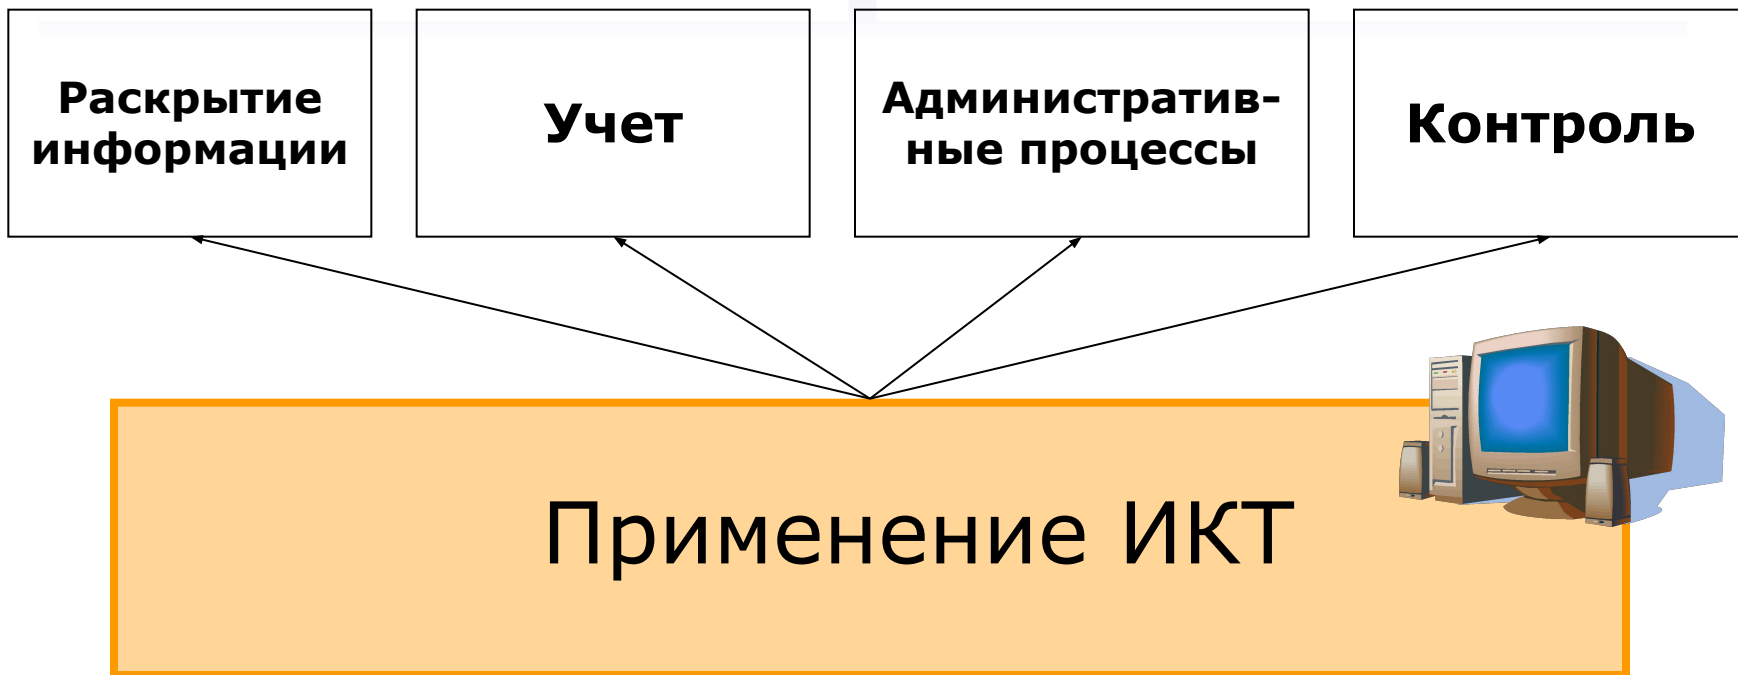 Раскрытие
информации
Учет
Административ-
ные процессы
Контроль
Применение ИКТ